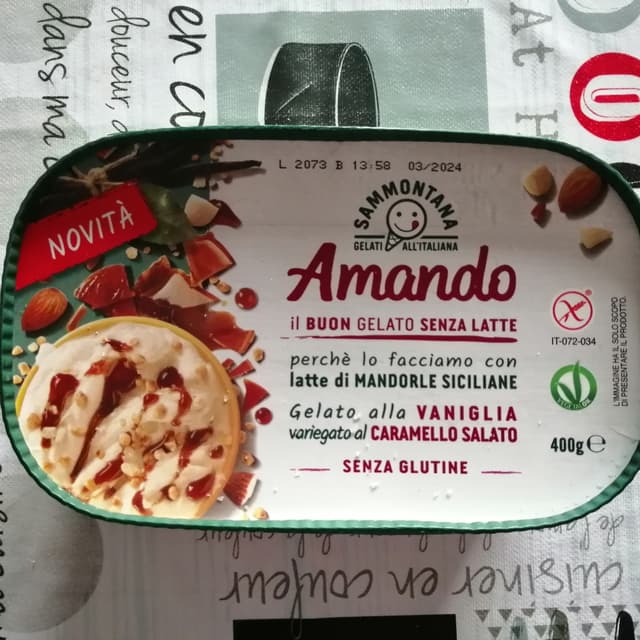 en co
douceur, d
dans ma c
At H
L 2073 B 13:58 03/2024
NOVITÀ
SAMMONTANA
GELATI ALL'ITALIANA
Amando
il BUON GELATO SENZA LATTE
perchè lo facciamo con
latte di MANDORLE SICILIANE
Gelato alla VANIGLIA
variegato al CARAMELLO SALATO
SENZA GLUTINE
IT-072-034
400g e
L'IMMAGINE HA IL SOLO SCOPO
DI PRESENTARE IL PRODOTTO.
cuisiner en couleur